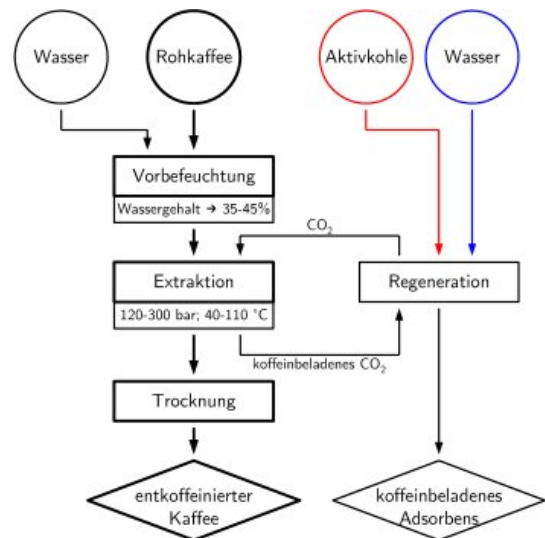 Wasser
Rohkaffee
Aktivkohle
Wasser
Vorbefeuchtung
Wassergehalt → 35-45%
CO₂
Extraktion
120-300 bar; 40-110 °C
Regeneration
koffeinbeladenes CO₂
Trocknung
entkoffeinierter
Kaffee
koffeinbeladenes
Adsorbens